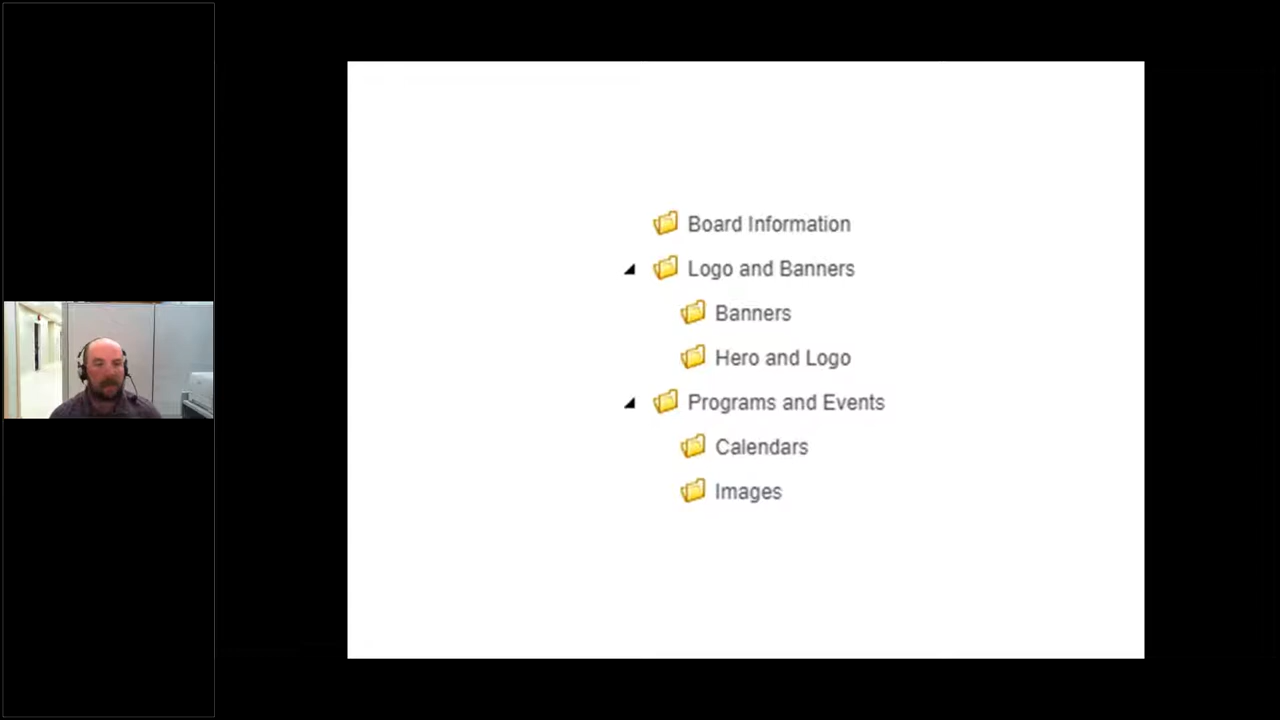 Board Information
Logo and Banners
Banners
Hero and Logo
Programs and Events
Calendars
Images